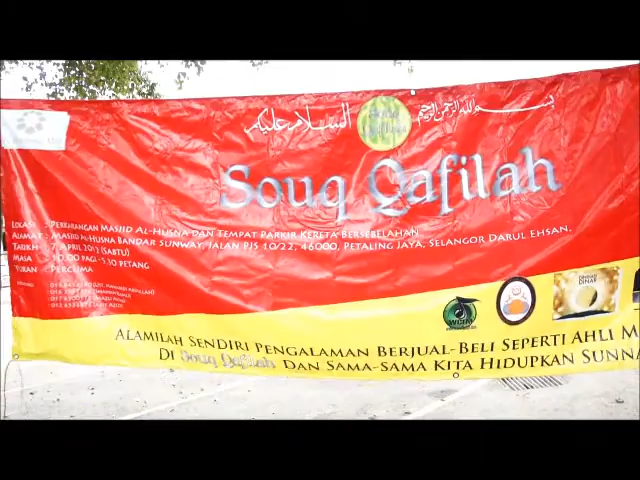 السلام عليكم
بسم الله الرحمن الرحيم
Souq Qafilah
LOKASI : PERKARANGAN MASJID AL-HUSNA DAN TEMPAT PARKIR KERETA BERSEBELAHAN
ALAMAT : MASJID AL-HUSNA BANDAR SUNWAY, JALAN PJS 10/22, 46000, PETALING JAYA, SELANGOR DARUL EHSAN.
TARIKH : 7 APRIL 2012 (SABTU)
MASA : 10.00 PAGI - 5.30 PETANG
YURAN : PERCUMA
WCIM
DINAR
ALAMILAH SENDIRI PENGALAMAN BERJUAL-BELI SEPERTI AHLI
DI Souq Qafilah DAN SAMA-SAMA KITA HIDUPKAN SUNNA